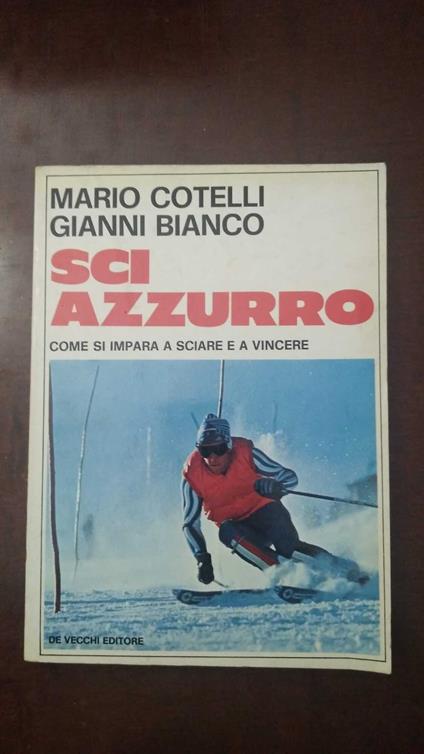 MARIO COTELLI
GIANNI BIANCO
SCI
AZZURRO
COME SI IMPARA A SCIARE E A VINCERE
DE VECCHI EDITORE